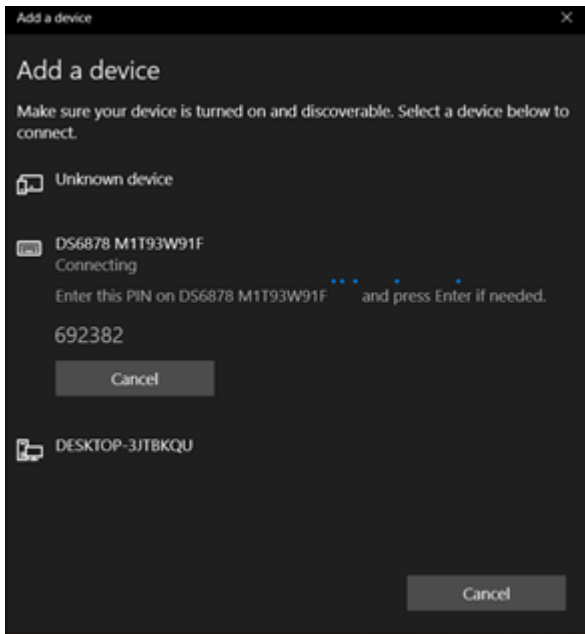 Add a device
Add a device
Make sure your device is turned on and discoverable. Select a device below to
connect.
Unknown device
DS6878 M1T93W91F
Connecting
Enter this PIN on DS6878 M1T93W91F and press Enter if needed.
692382
Cancel
DESKTOP-3JTBKQU
Cancel